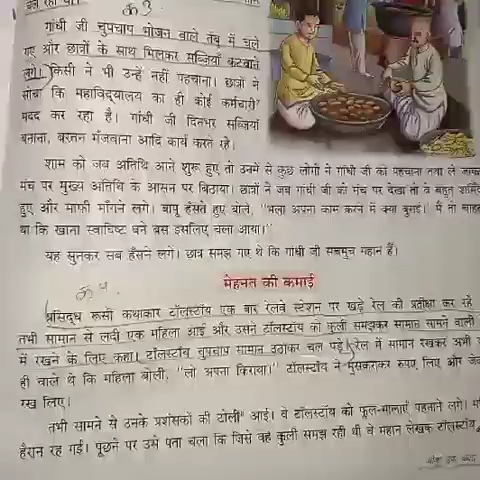 क 3
गांधी जी चुपचाप भोजन वाले तंबू में चले
गए और छात्रों के साथ मिलकर सब्जियाँ कटवाने
लगे। किसी ने भी उन्हें नहीं पहचाना। छात्रों ने
सोचा कि महाविद्यालय का ही कोई कर्मचारी
मदद कर रहा है। गांधी जी दिनभर सब्जियाँ
बनाना, बरतन मँजवाना आदि कार्य करते रहे।
शाम को जब अतिथि आने शुरू हुए तो उनमें से कुछ लोगों ने गांधी जी को पहचाना तथा ले जाकर
मंच पर मुख्य अतिथि के आसन पर बिठाया। छात्रों ने जब गांधी जी को मंच पर देखा तो वे बहुत
हुए और माफी माँगने लगे। बापू हँसते हुए बोले, "भला अपना काम करने में क्या बुराई।" मैं तो
था कि खाना स्वादिष्ट बने बस इसलिए चला आया।"
यह सुनकर सब हँसने लगे। छात्र समझ गए थे कि गांधी जी सचमुच महान हैं।
क 4
मेहनत की कमाई
प्रसिद्ध रूसी कथाकार टॉलस्टॉय एक बार रेलवे स्टेशन पर खड़े रेल की प्रतीक्षा कर रहे
तभी सामान से लदी एक महिला आई और उसने टॉलस्टॉय को कुली समझकर सामान सामने वाली
में रखने के लिए कहा। टॉलस्टॉय चुपचाप सामान उठाकर चल पड़े। रेल में सामान रखकर अभी
ही वाले थे कि महिला बोली, "लो अपना किराया।" टॉलस्टॉय ने मुसकराकर रुपए लिए और
रख लिए।
तभी सामने से उनके प्रशंसकों की टोली आई। वे टॉलस्टॉय को फूल-मालाएँ पहनाने लगे।
हैरान रह गई। पूछने पर उसे पता चला कि जिसे वह कुली समझ रही थी वे महान लेखक टॉलस्टॉय